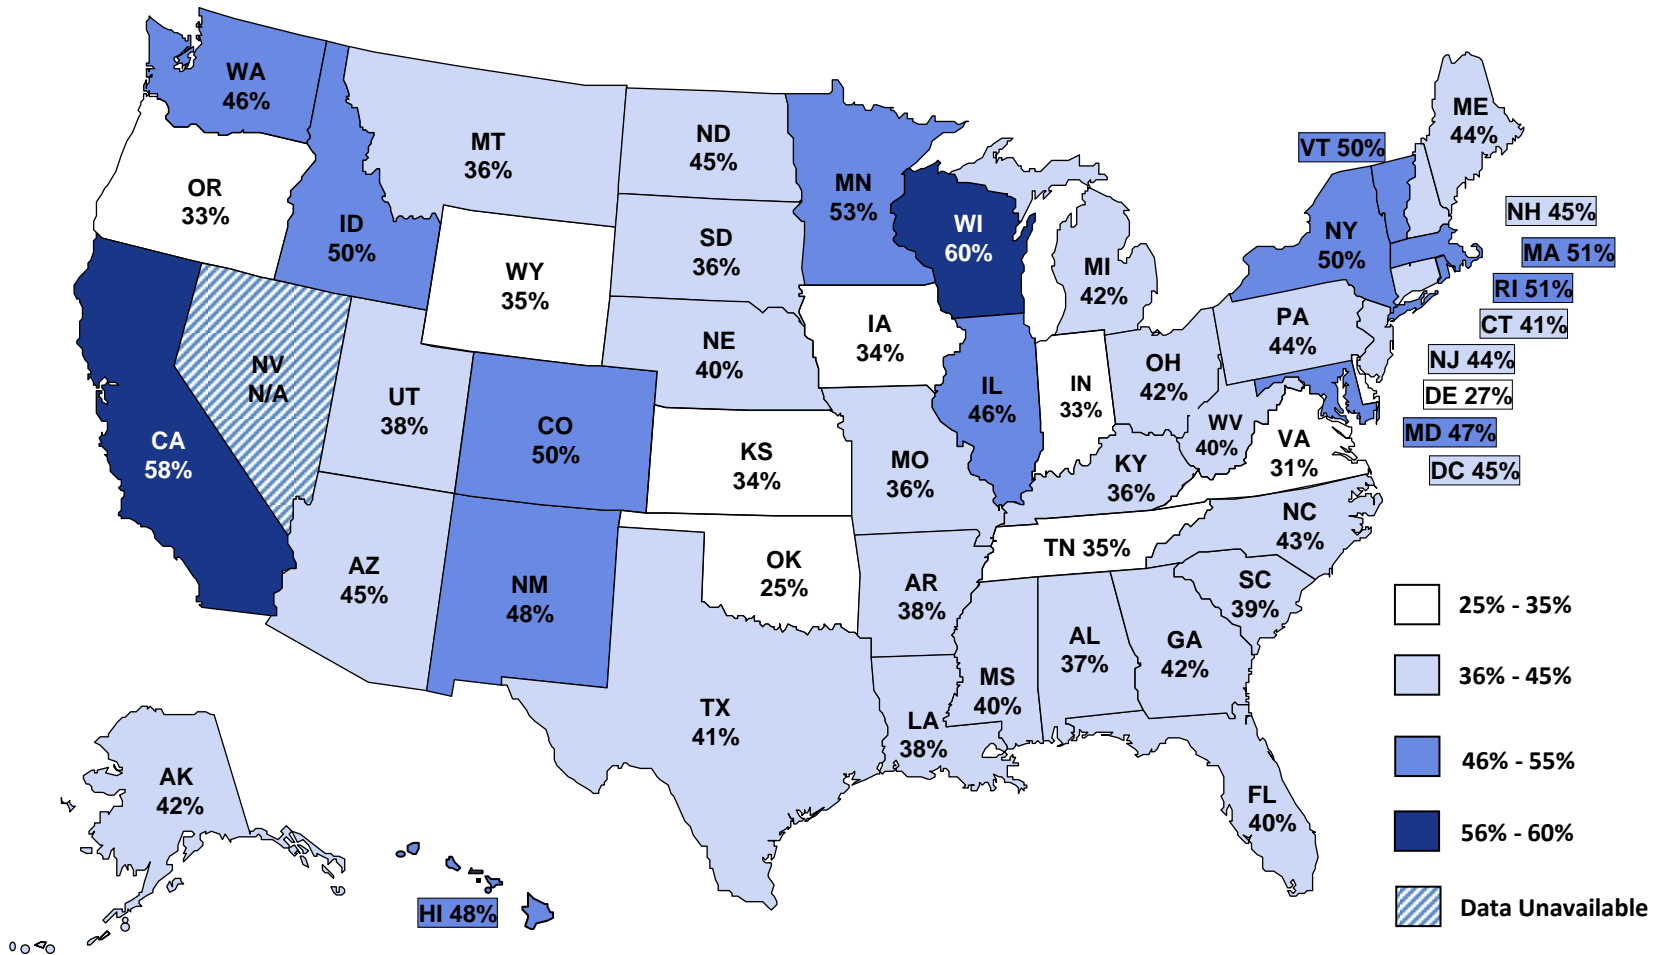 WA
46%
OR
33%
CA
58%
NV
N/A
ID
50%
MT
36%
WY
35%
UT
38%
CO
50%
AZ
45%
NM
48%
ND
45%
SD
36%
NE
40%
KS
34%
OK
25%
TX
41%
MN
53%
IA
34%
MO
36%
AR
38%
LA
38%
WI
60%
IL
46%
MI
42%
IN
33%
OH
42%
KY
36%
TN 35%
MS
40%
AL
37%
GA
42%
FL
40%
SC
39%
NC
43%
VA
31%
WV
40%
PA
44%
NY
50%
ME
44%
VT 50%
NH 45%
MA 51%
RI 51%
CT 41%
NJ 44%
DE 27%
MD 47%
DC 45%
AK
42%
HI 48%
25% - 35%
36% - 45%
46% - 55%
56% - 60%
Data Unavailable